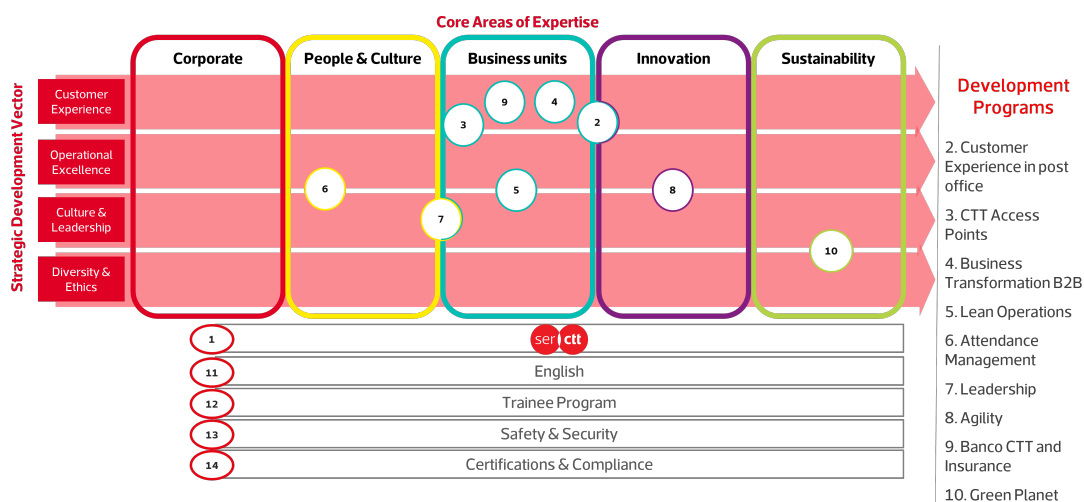 Core Areas of Expertise
Corporate
People & Culture
Business units
Innovation
Sustainability
Strategic Development Vector
Customer
Experience
Operational
Excellence
Culture &
Leadership
Diversity &
Ethics
9
4
3
2
6
5
8
7
10
1
ser ctt
11
English
12
Trainee Program
13
Safety & Security
14
Certifications & Compliance
Development
Programs
2. Customer
Experience in post
office
3. CTT Access
Points
4. Business
Transformation B2B
5. Lean Operations
6. Attendance
Management
7. Leadership
8. Agility
9. Banco CTT and
Insurance
10. Green Planet